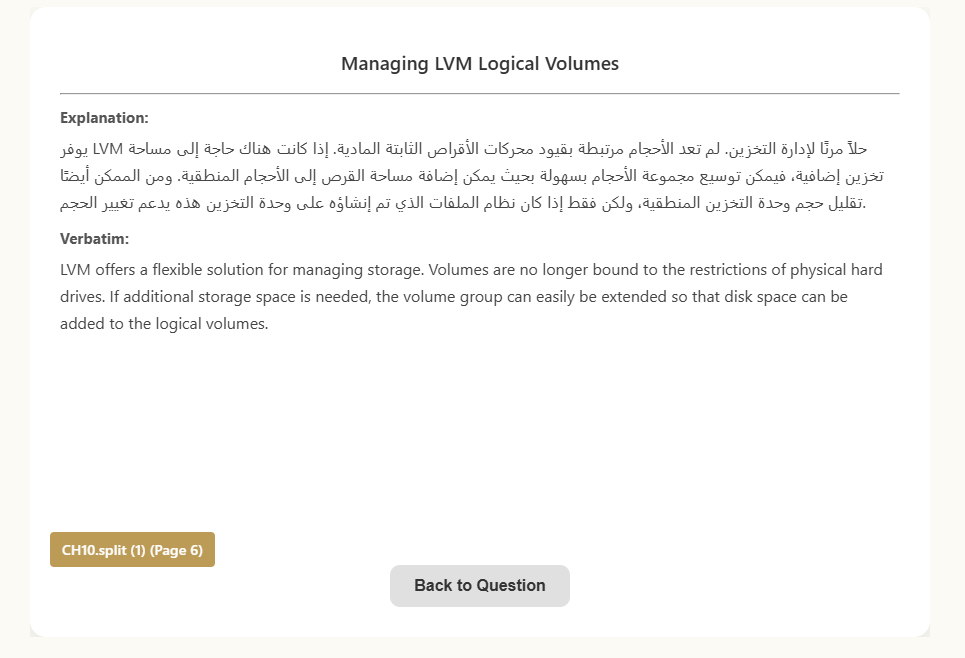 Managing LVM Logical Volumes
Explanation:
يوفر LVM حلاً مرنًا لإدارة التخزين. لم تعد الأحجام مرتبطة بقيود محركات الأقراص الثابتة المادية. إذا كانت هناك حاجة إلى مساحة
تخزين إضافية، فيمكن توسيع مجموعة الأحجام بسهولة بحيث يمكن إضافة مساحة القرص إلى الأحجام المنطقية. ومن الممكن أيضًا
تقليل حجم وحدة التخزين المنطقية، ولكن فقط إذا كان نظام الملفات الذي تم إنشاؤه على وحدة التخزين هذه يدعم تغيير الحجم.
Verbatim:
LVM offers a flexible solution for managing storage. Volumes are no longer bound to the restrictions of physical hard
drives. If additional storage space is needed, the volume group can easily be extended so that disk space can be
added to the logical volumes.
CH10.split (1) (Page 6)
Back to Question